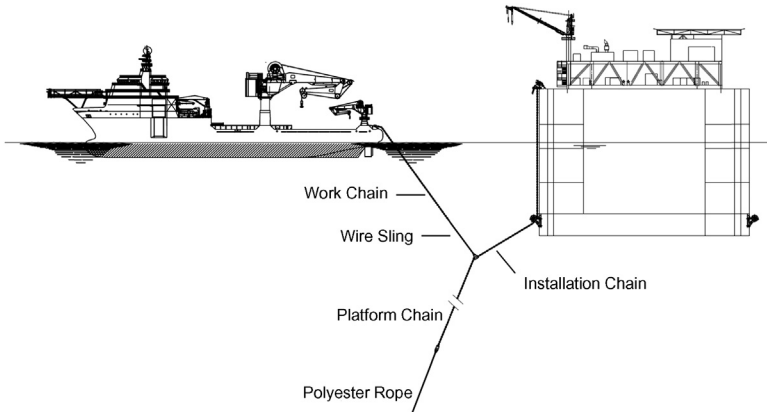 Work Chain
Wire Sling
Installation Chain
Platform Chain
Polyester Rope